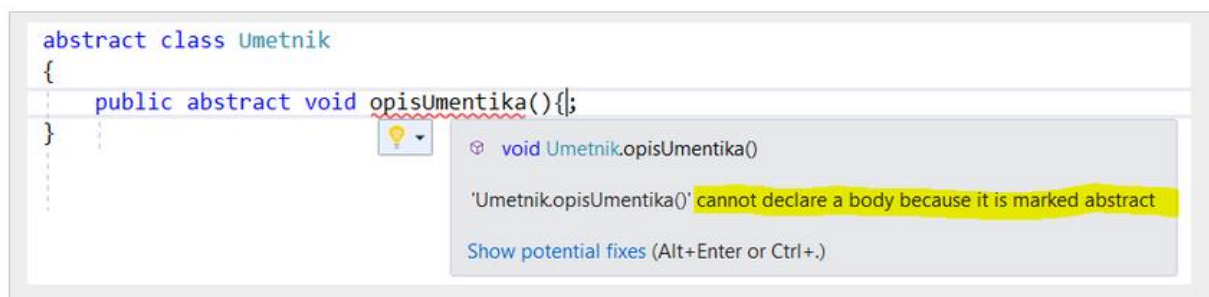 abstract class Umetnik
{
public abstract void opisUmentika(){;
}
void Umetnik.opisUmentika()
'Umetnik.opisUmentika()' cannot declare a body because it is marked abstract
Show potential fixes (Alt+Enter or Ctrl+.)